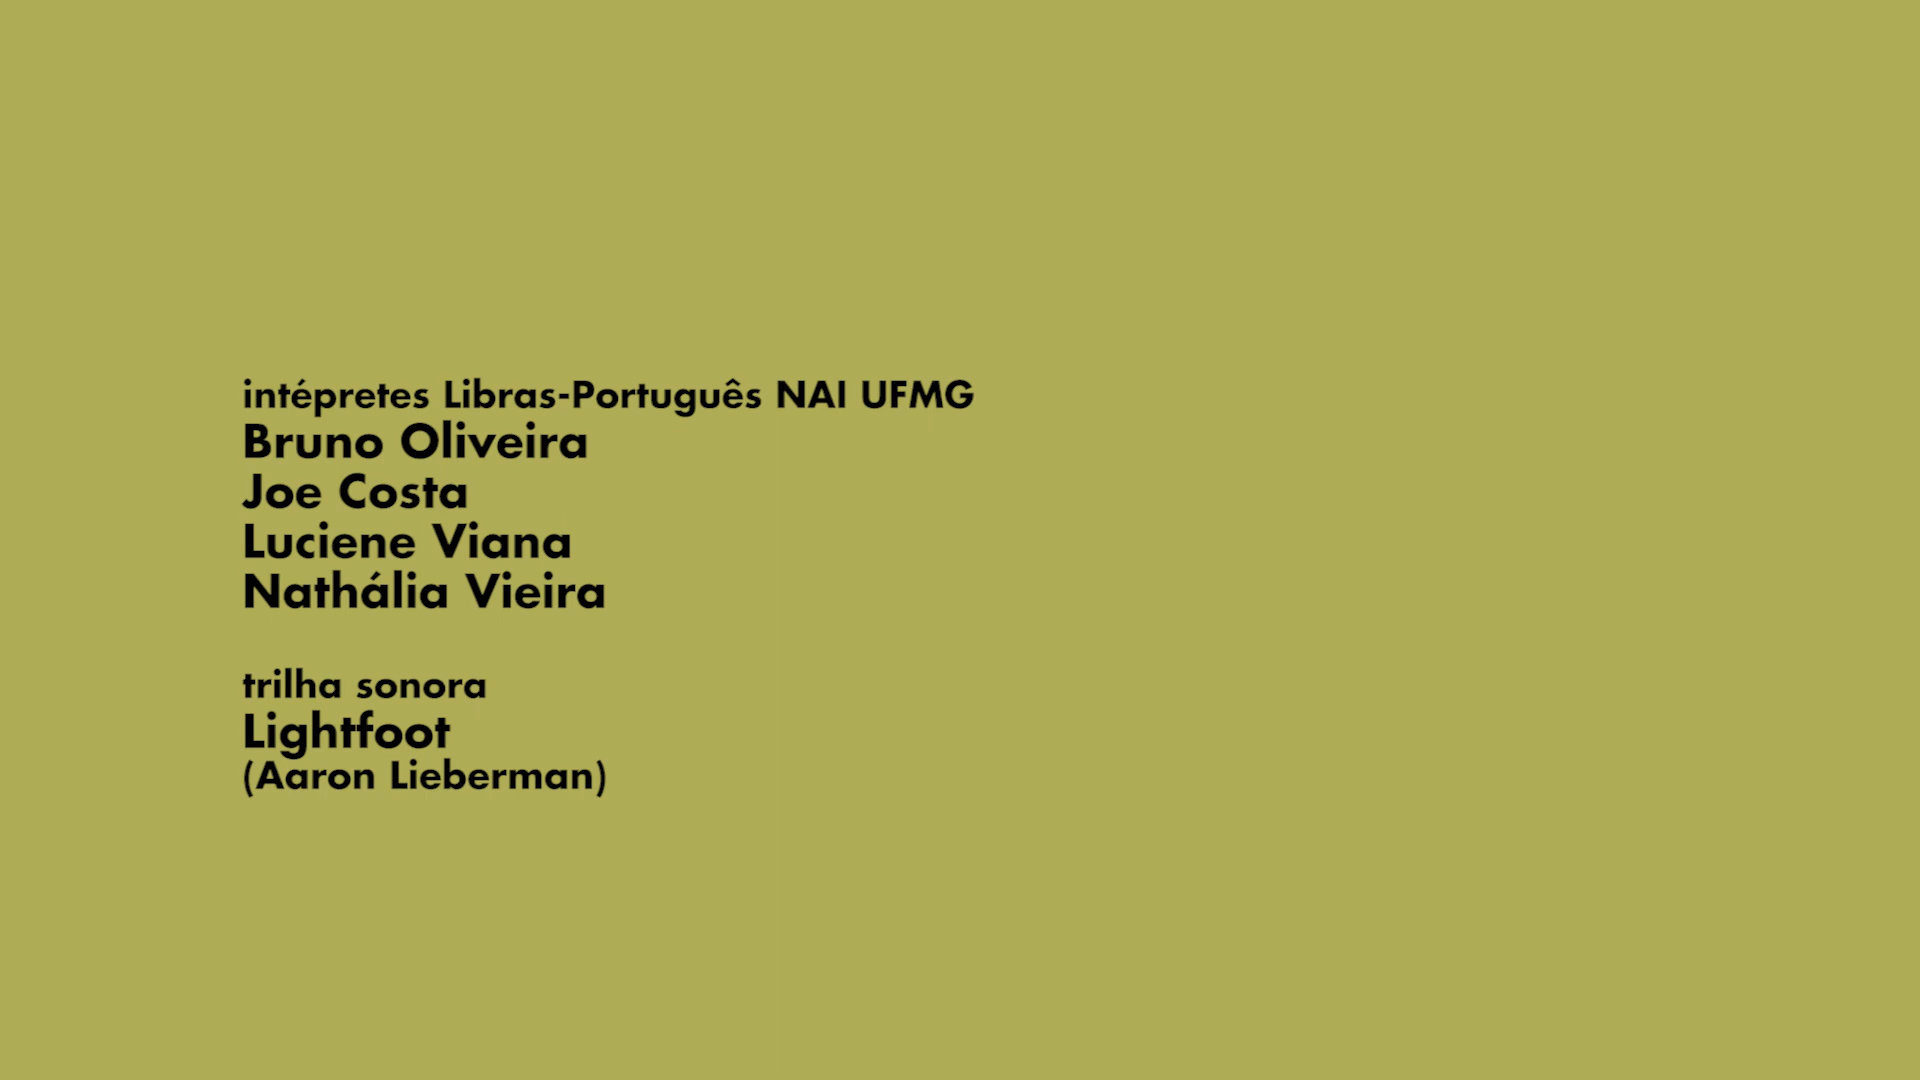 intépretes Libras-Português NAI UFMG
Bruno Oliveira
Joe Costa
Luciene Viana
Nathália Vieira
trilha sonora
Lightfoot
(Aaron Lieberman)